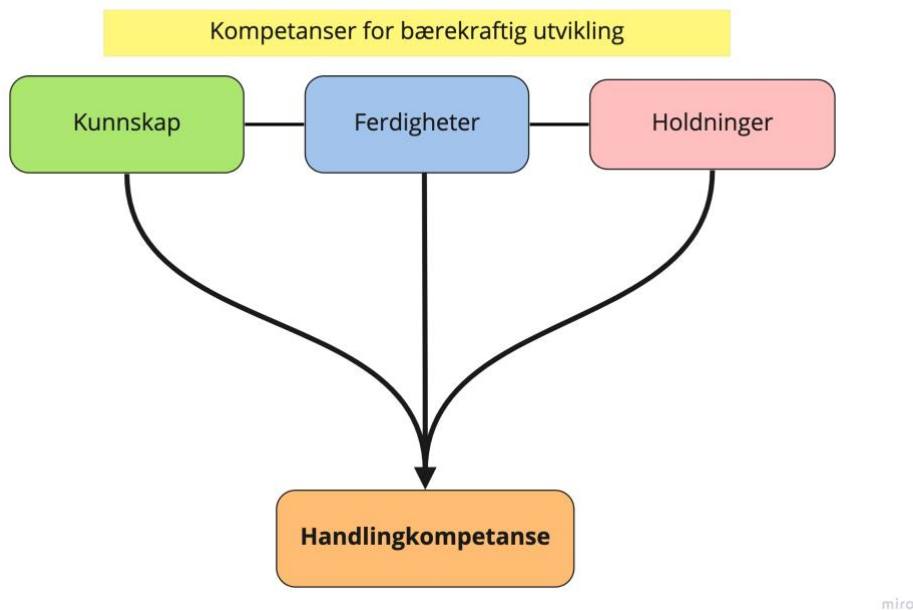 Kompetanser for bærekraftig utvikling
Kunnskap
Ferdigheter
Holdninger
Handlingkompetanse
miro